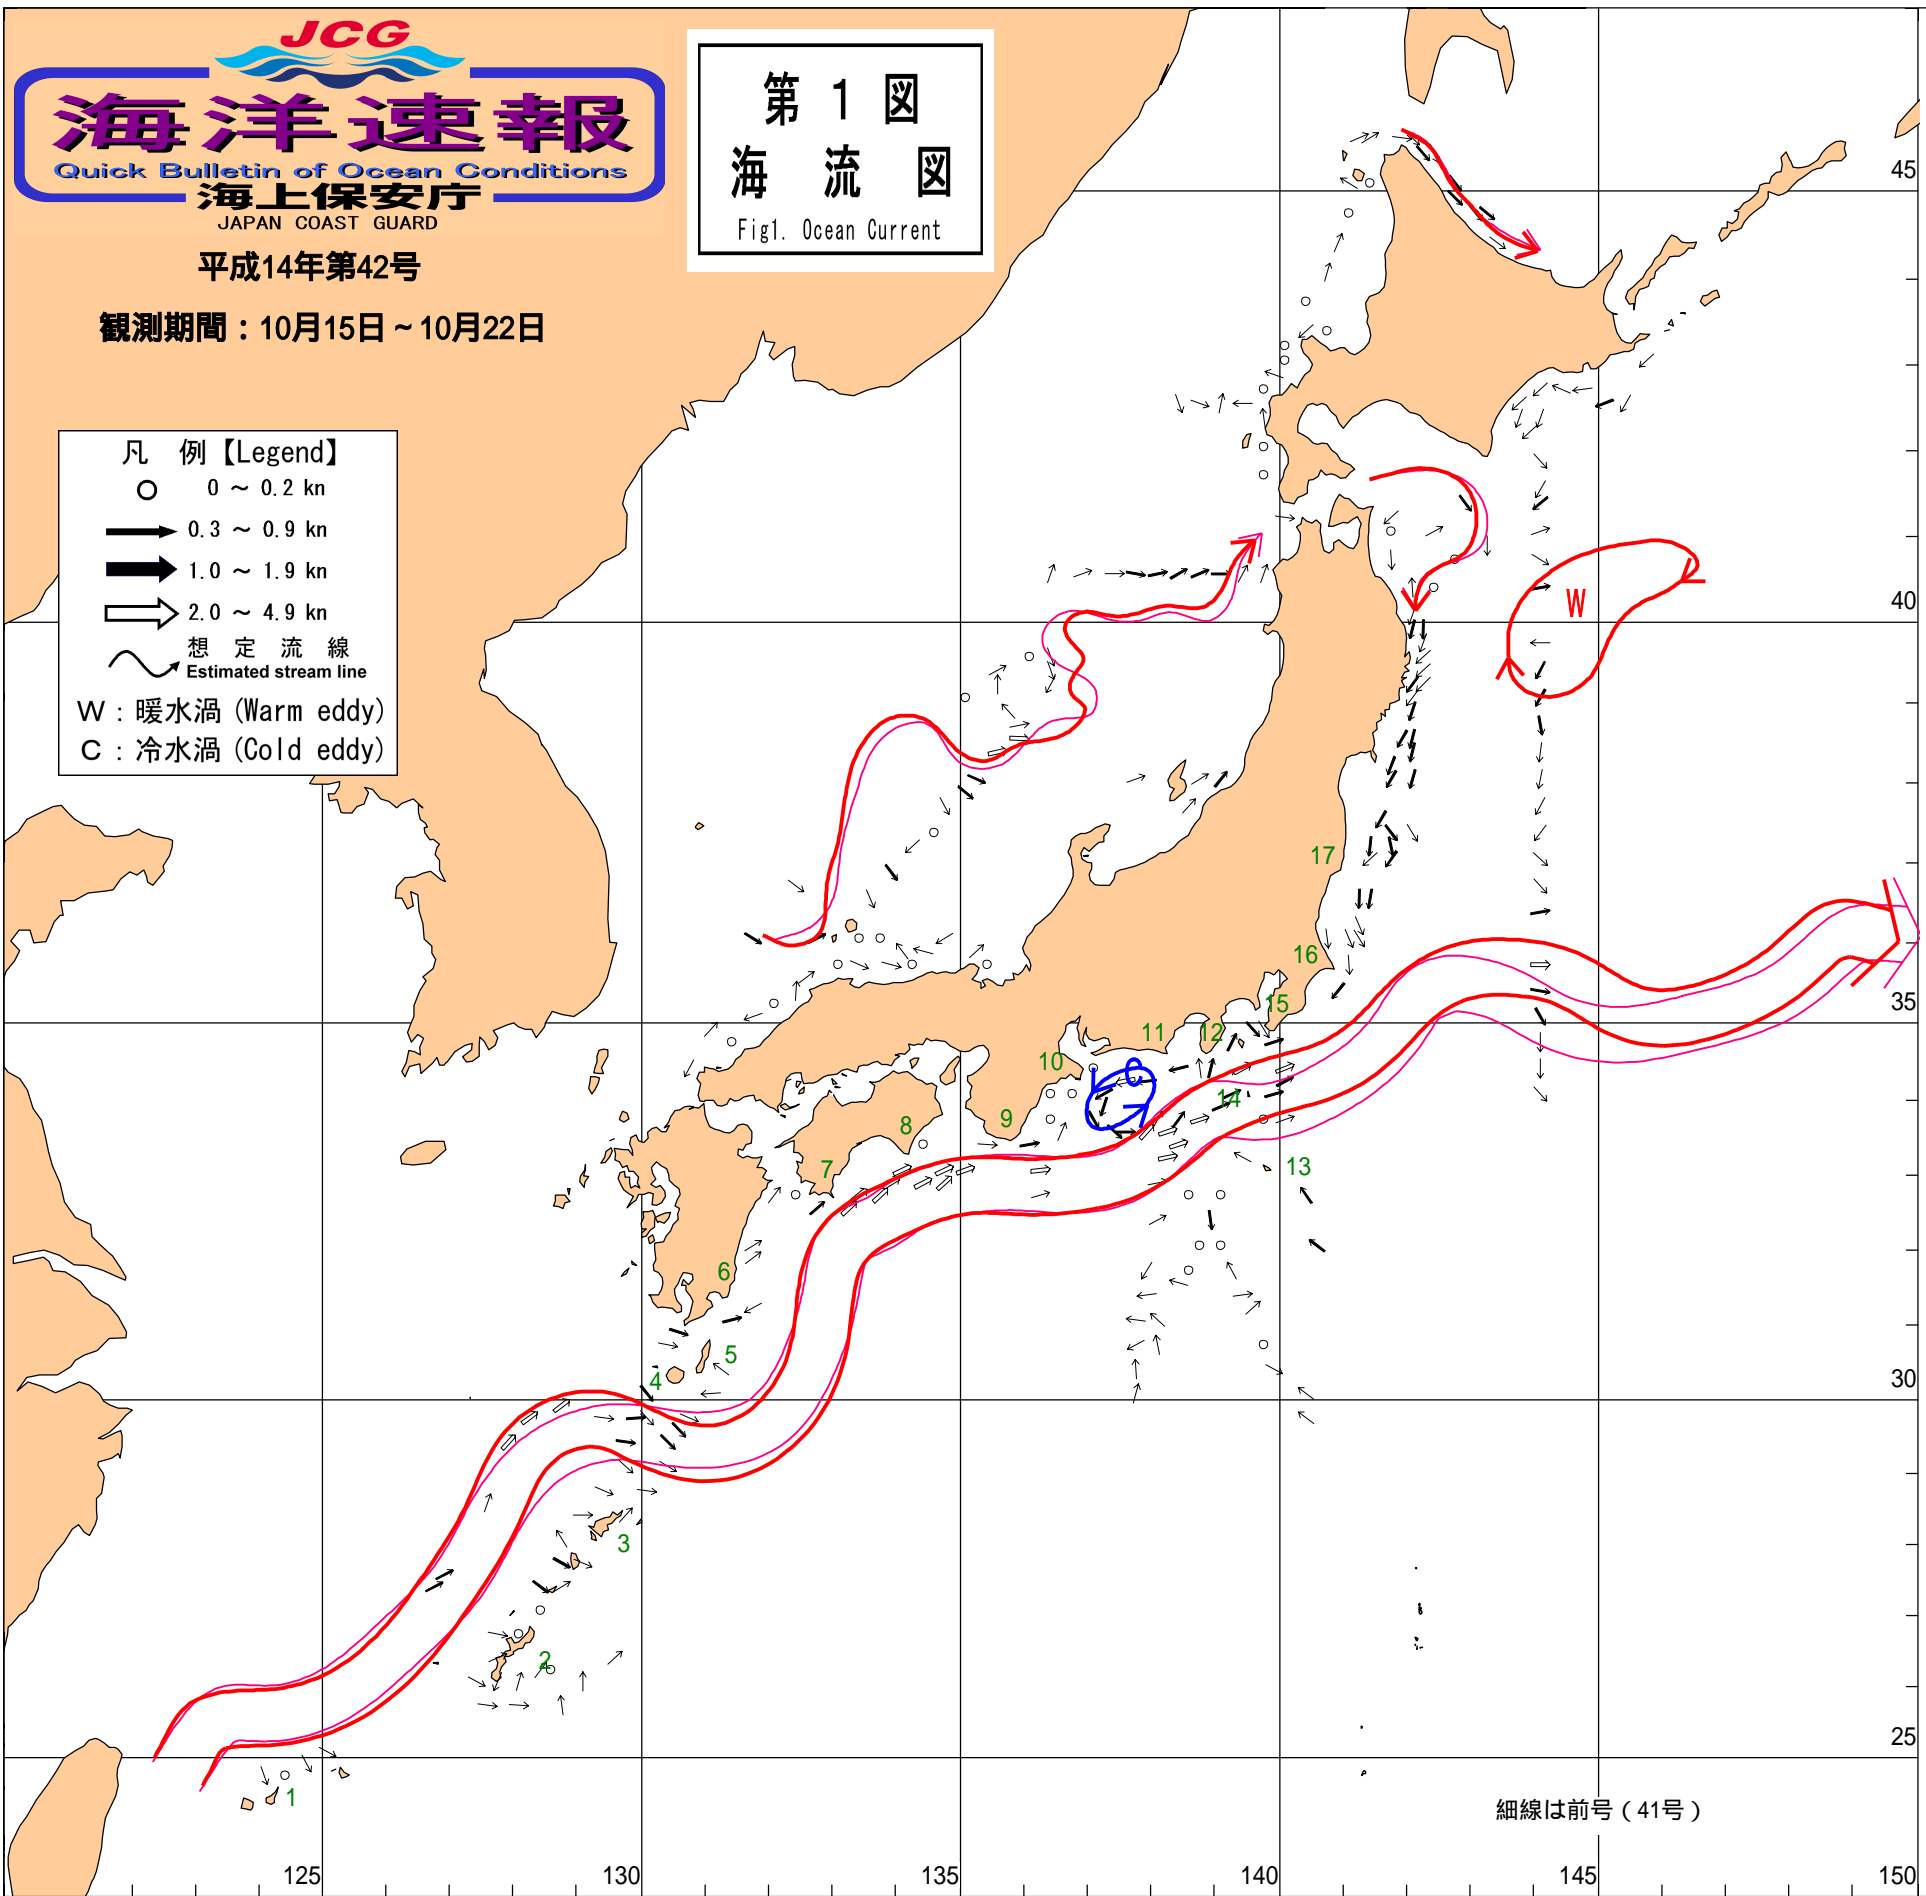 JCG
海洋速報
Quick Bulletin of Ocean Conditions
海上保安庁
JAPAN COAST GUARD
平成14年第42号
観測期間：10月15日～10月22日
第 1 図
海 流 図
Fig1. Ocean Current
凡 例【Legend】
0 ～ 0.2 kn
0.3 ～ 0.9 kn
1.0 ～ 1.9 kn
2.0 ～ 4.9 kn
想 定 流 線
Estimated stream line
W：暖水渦 (Warm eddy)
C：冷水渦 (Cold eddy)
45
40
W
17
16
35
15
11
12
10
C
14
9
8
13
7
6
5
4
30
3
2
25
1
細線は前号（41号）
125
130
135
140
145
150